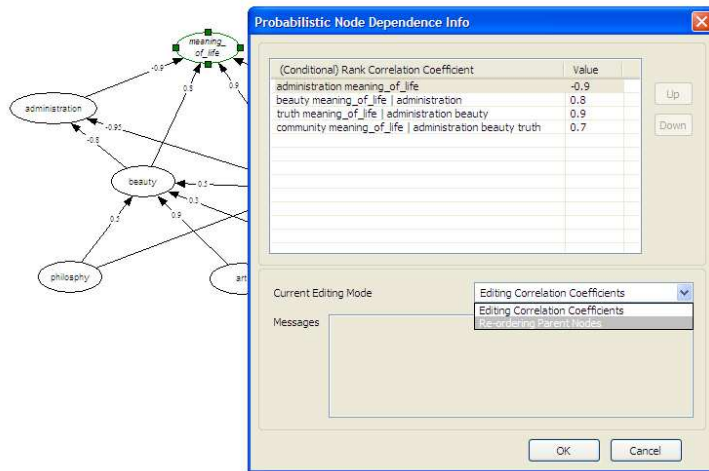 Probabilistic Node Dependence Info
(Conditional) Rank Correlation Coefficient Value
administration meaning_of_life -0.9
beauty meaning_of_life | administration 0.8
truth meaning_of_life | administration beauty 0.9
community meaning_of_life | administration beauty truth 0.7
Up
Down
Current Editing Mode Editing Correlation Coefficients
Editing Correlation Coefficients
Re-ordering Parent Nodes
Messages
OK Cancel
meaning_
of_life
-0.9
0.8
0.9
administration
-0.95
-0.8
beauty
0.5
0.3
0.5
0.9
philosphy
art